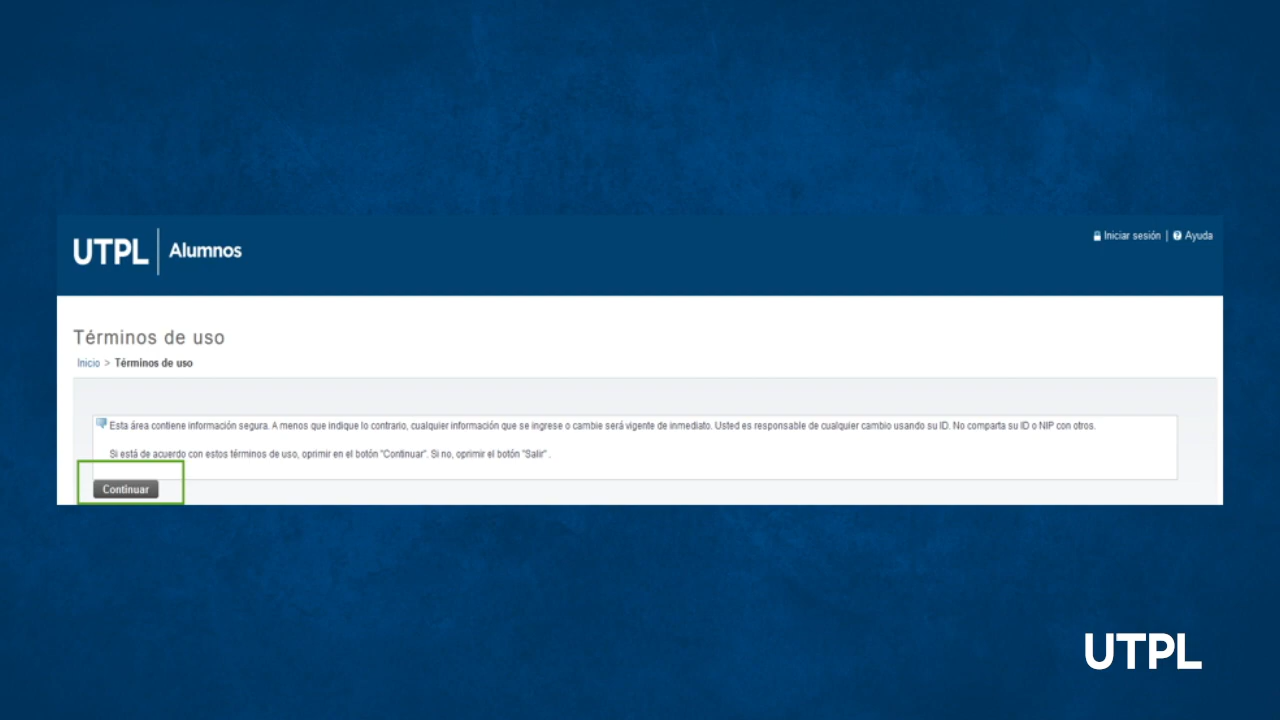 UTPL Alumnos
Iniciar sesión | Ayuda
Términos de uso
Inicio > Términos de uso
Esta área contiene información segura. A menos que indique lo contrario, cualquier información que se ingrese o cambie será vigente de inmediato. Usted es responsable de cualquier cambio usando su ID. No comparta su ID o NIP con otros.
Si está de acuerdo con estos términos de uso, oprimir en el botón "Continuar". Si no, oprimir el botón "Salir" .
Continuar
UTPL